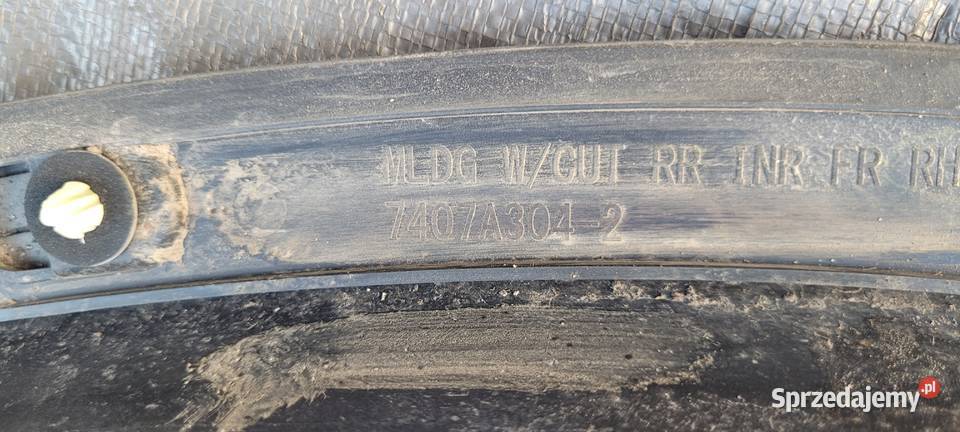 MLDG W/CUT RR INR FR RH
7407A304-2
Sprzedajemy.pl